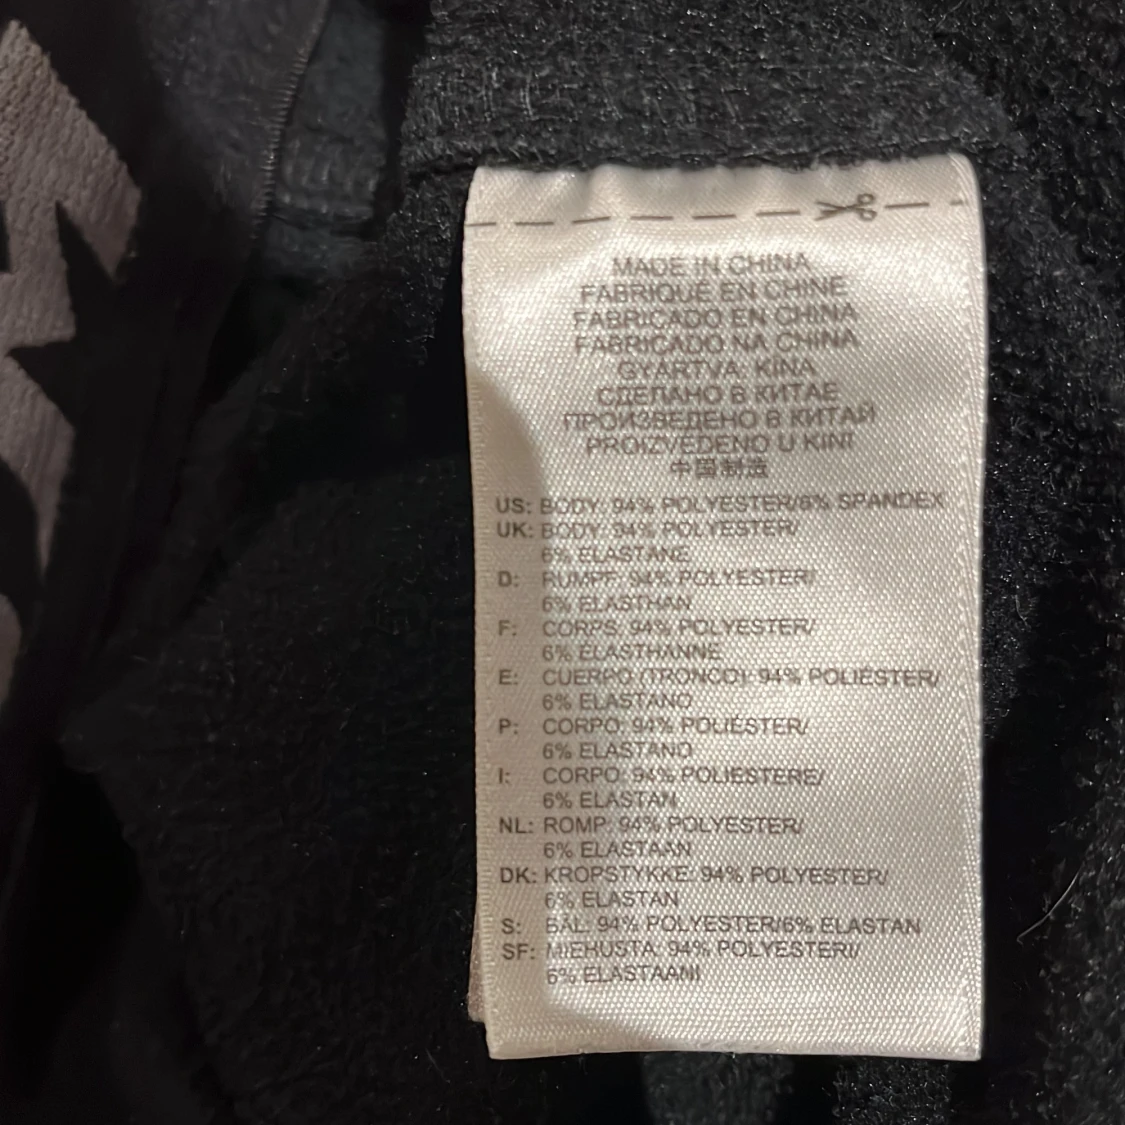 MADE IN CHINA
FABRIQUÉ EN CHINE
FABRICADO EN CHINA
FABRICADO NA CHINA
GYÁRTVA: KÍNA
СДЕЛАНО В КИТАЕ
ПРОИЗВЕДЕНО В КИТАЙ
PROIZVEDENO U KINI
中国制造
US: BODY: 94% POLYESTER/6% SPANDEX
UK: BODY: 94% POLYESTER/
6% ELASTANE
D: RUMPF: 94% POLYESTER/
6% ELASTHAN
F: CORPS: 94% POLYESTER/
6% ÉLASTHANNE
E: CUERPO (TRONCO): 94% POLIÉSTER/
6% ELASTANO
P: CORPO: 94% POLIÉSTER/
6% ELASTANO
I: CORPO: 94% POLIESTERE/
6% ELASTAN
NL: ROMP: 94% POLYESTER/
6% ELASTAAN
DK: KROPSTYKKE: 94% POLYESTER/
6% ELASTAN
S: BÅL: 94% POLYESTER/6% ELASTAN
SF: MIEHUSTA: 94% POLYESTERI/
6% ELASTAANI